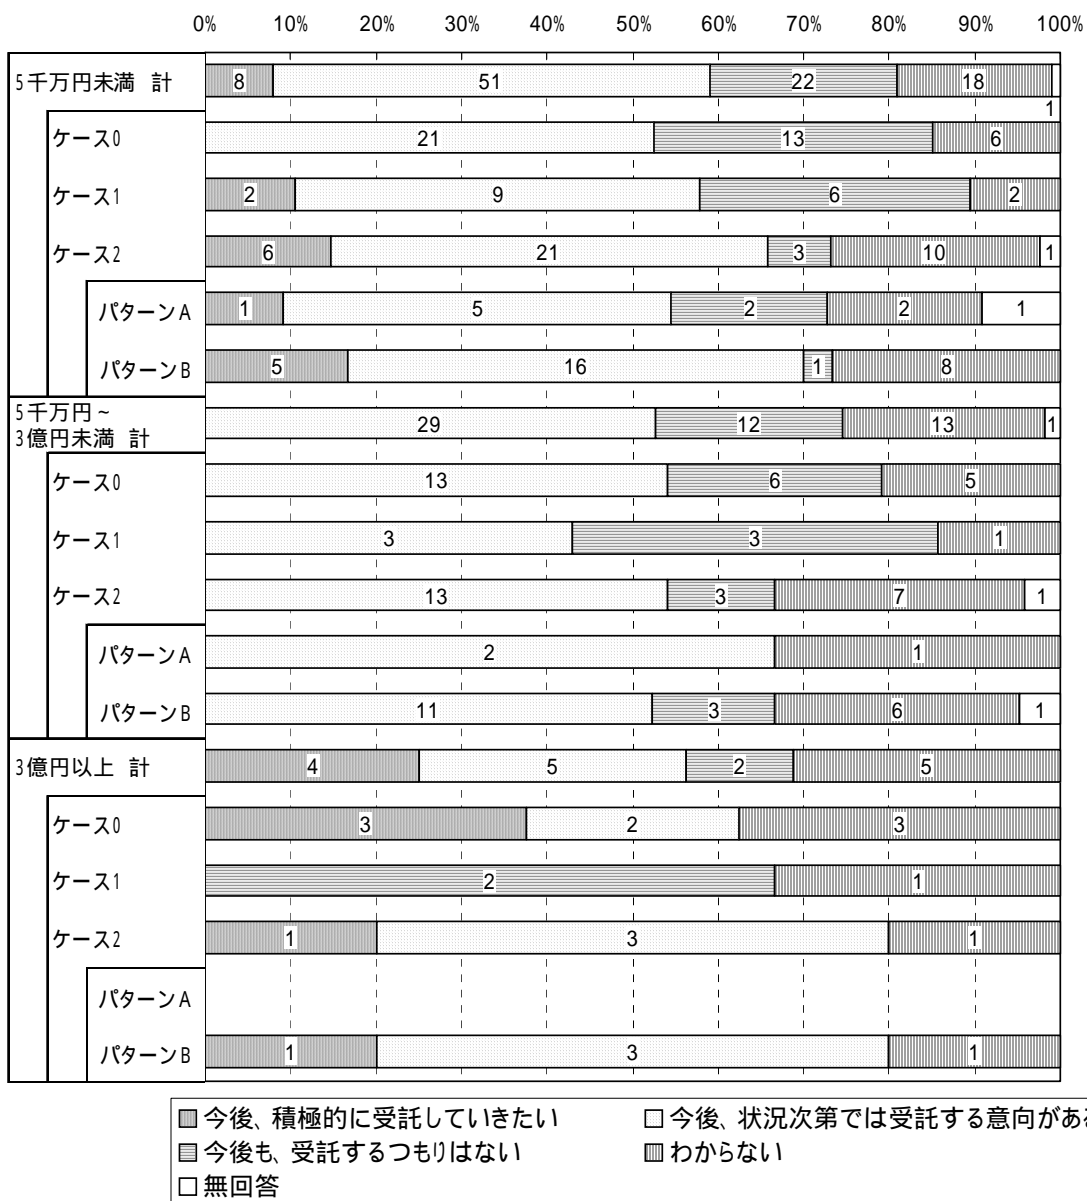 0% 10% 20% 30% 40% 50% 60% 70% 80% 90% 100%
5千万円未満 計 8 51 22 18 1
ケース0 21 13 6
ケース1 2 9 6 2
ケース2 6 21 3 10 1
パターンA 1 5 2 2 1
パターンB 5 16 1 8
5千万円~
3億円未満 計 29 12 13 1
ケース0 13 6 5
ケース1 3 3 1
ケース2 13 3 7 1
パターンA 2 1
パターンB 11 3 6 1
3億円以上 計 4 5 2 5
ケース0 3 2 3
ケース1 2 1
ケース2 1 3 1
パターンA
パターンB 1 3 1
今後、積極的に受託していきたい 今後、状況次第では受託する意向があ
今後も、受託するつもりはない わからない
無回答